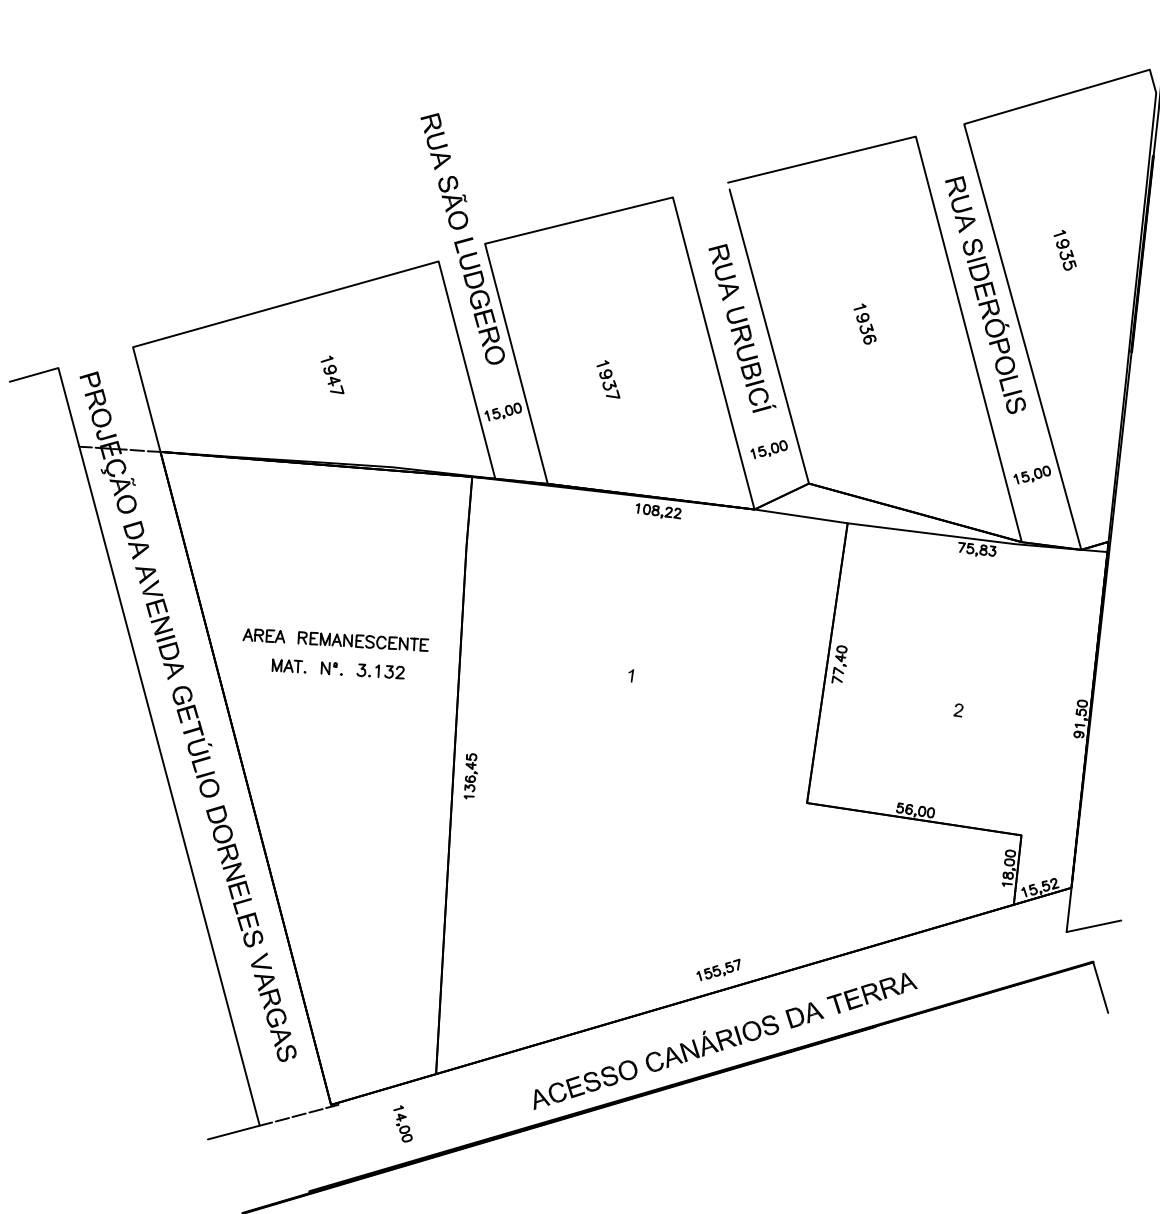 RUA SÃO LUDGERO
RUA SIDERÓPOLIS
1935
RUA URUBICÍ
1936
1947
1937
15,00
15,00
15,00
PROJEÇÃO DA AVENIDA GETÚLIO DORNELES VARGAS
108,22
75,83
AREA REMANESCENTE
MAT. Nª. 3.132
1
77,40
2
91,50
136,45
56,00
18,00
15,52
155,57
ACESSO CANÁRIOS DA TERRA
14,00